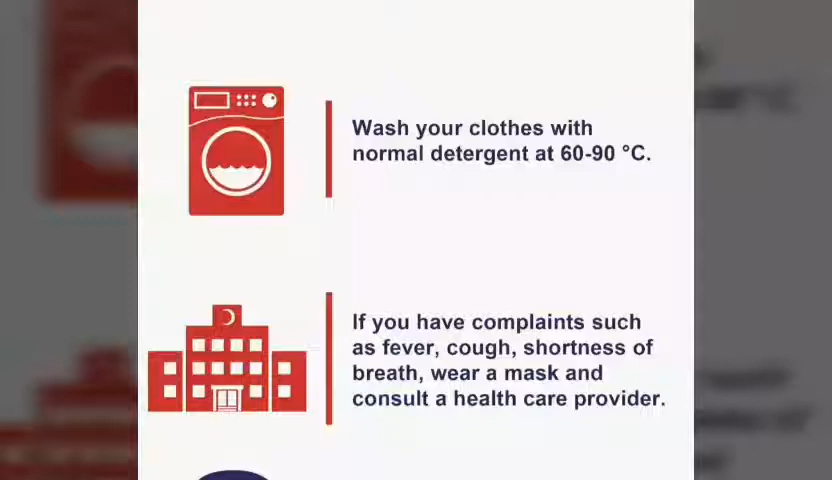 Wash your clothes with
normal detergent at 60-90 °C.
If you have complaints such
as fever, cough, shortness of
breath, wear a mask and
consult a health care provider.